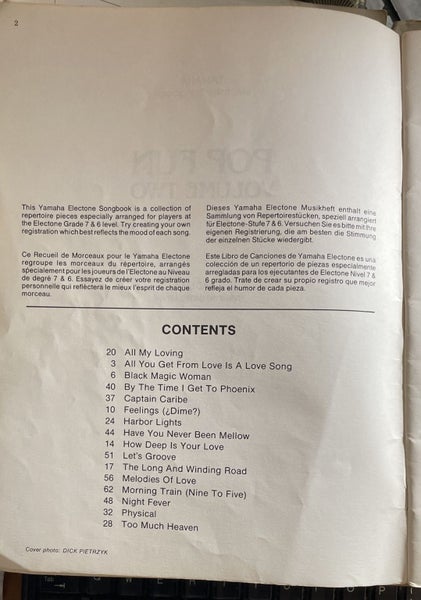 2
POP FUN
VOLUME TWO
This Yamaha Electone Songbook is a collection of
repertoire pieces especially arranged for players at
the Electone Grade 7 & 6 level. Try creating your own
registration which best reflects the mood of each song.
Dieses Yamaha Electone Musikheft enthält eine
Sammlung von Repertoirestücken, speziell arrangiert
für Electone-Stufe 7 & 6. Versuchen Sie es bitte mit Ihre
eigenen Registrierung, die am besten die Stimmung
der einzelnen Stücke wiedergibt.
Ce Recueil de Morceaux pour le Yamaha Electone
regroupe les morceaux du répertoire, arrangés
spécialement pour les joueurs de l'Electone au Niveau
de degré 7 & 6. Essayez de créer votre registration
personnelle qui reflètera le mieux l'esprit de chaque
morceau.
Este Libro de Canciones de Yamaha Electone es una
colección de un repertorio de piezas especialmente
arregladas para los ejecutantes de Electone Nivel 7 &
6 grado. Trate de crear su propio registro que mejor
refleja el humor de cada pieza.
CONTENTS
20 All My Loving
3 All You Get From Love Is A Love Song
6 Black Magic Woman
40 By The Time I Get To Phoenix
37 Captain Caribe
10 Feelings (¿Dime?)
24 Harbor Lights
44 Have You Never Been Mellow
14 How Deep Is Your Love
51 Let's Groove
17 The Long And Winding Road
56 Melodies Of Love
62 Morning Train (Nine To Five)
48 Night Fever
32 Physical
28 Too Much Heaven
Cover photo: DICK PIETRZYK
Tab Q W E R